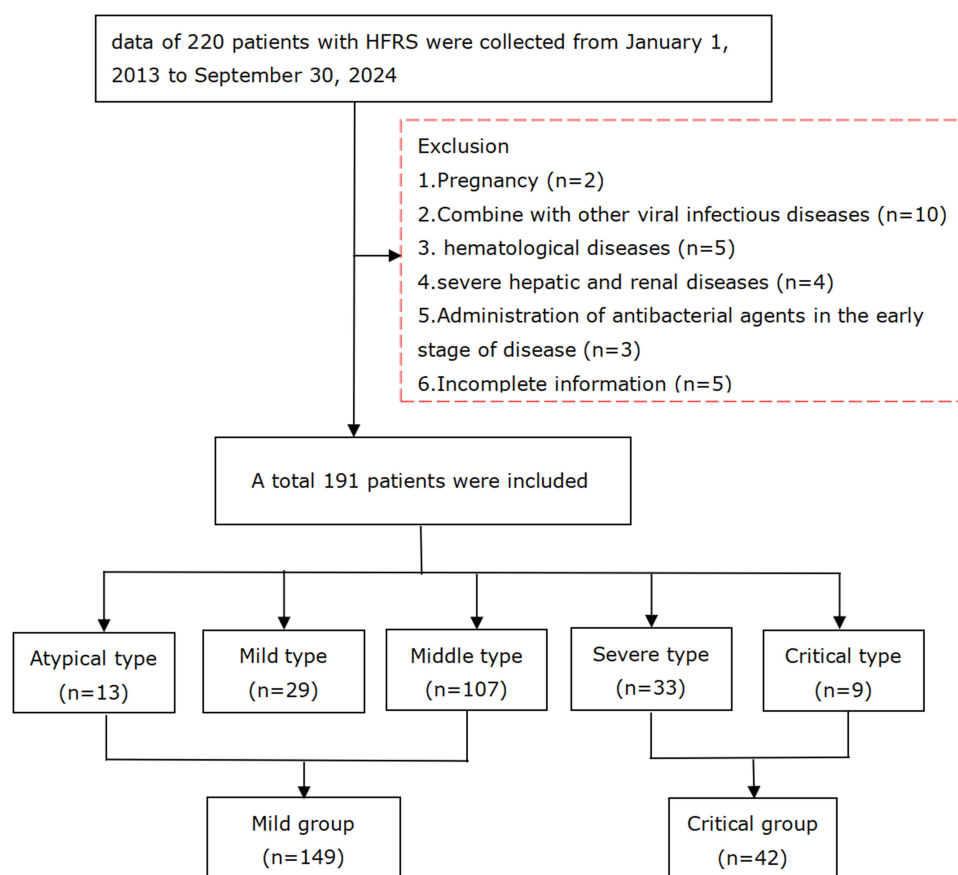 data of 220 patients with HFRS were collected from January 1,
2013 to September 30, 2024
Exclusion
1.Pregnancy (n=2)
2.Combine with other viral infectious diseases (n=10)
3. hematological diseases (n=5)
4.severe hepatic and renal diseases (n=4)
5.Administration of antibacterial agents in the early
stage of disease (n=3)
6.Incomplete information (n=5)
A total 191 patients were included
Atypical type
(n=13)
Mild type
(n=29)
Middle type
(n=107)
Severe type
(n=33)
Critical type
(n=9)
Mild group
(n=149)
Critical group
(n=42)